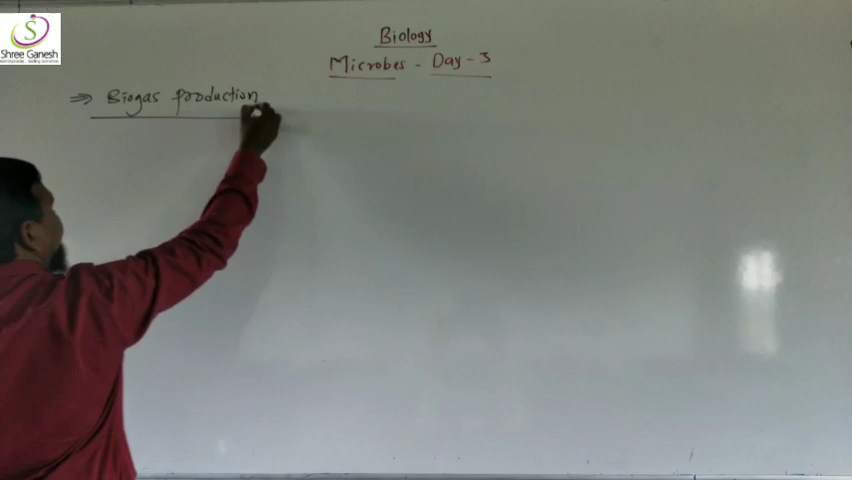 S
Shree Ganesh
Biology
Microbes - Day - 3
⇒ Biogas production